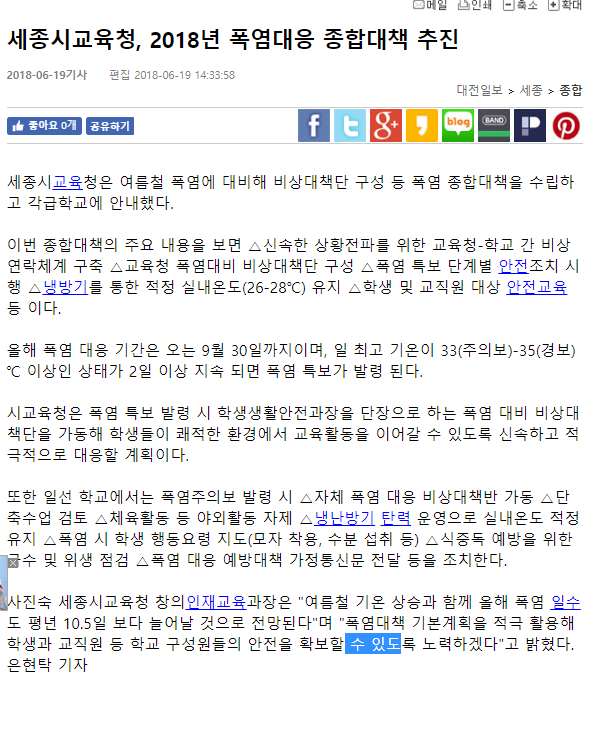 메일 인쇄 축소 확대
세종시교육청, 2018년 폭염대응 종합대책 추진
2018-06-19기사 편집 2018-06-19 14:33:58
대전일보 > 세종 > 종합
좋아요 0개 공유하기
f t g+ blog BAND P
세종시교육청은 여름철 폭염에 대비해 비상대책단 구성 등 폭염 종합대책을 수립하
고 각급학교에 안내했다.
이번 종합대책의 주요 내용을 보면 △신속한 상황전파를 위한 교육청-학교 간 비상
연락체계 구축 △교육청 폭염대비 비상대책단 구성 △폭염 특보 단계별 안전조치 시
행 △냉방기를 통한 적정 실내온도(26-28℃) 유지 △학생 및 교직원 대상 안전교육
등 이다.
올해 폭염 대응 기간은 오는 9월 30일까지이며, 일 최고 기온이 33(주의보)-35(경보)
℃ 이상인 상태가 2일 이상 지속 되면 폭염 특보가 발령 된다.
시교육청은 폭염 특보 발령 시 학생생활안전과장을 단장으로 하는 폭염 대비 비상대
책단을 가동해 학생들이 쾌적한 환경에서 교육활동을 이어갈 수 있도록 신속하고 적
극적으로 대응할 계획이다.
또한 일선 학교에서는 폭염주의보 발령 시 △자체 폭염 대응 비상대책반 가동 △단
축수업 검토 △체육활동 등 야외활동 자제 △냉난방기 탄력 운영으로 실내온도 적정
유지 △폭염 시 학생 행동요령 지도(모자 착용, 수분 섭취 등) △식중독 예방을 위한
급수 및 위생 점검 △폭염 대응 예방대책 가정통신문 전달 등을 조치한다.
사진숙 세종시교육청 창의인재교육과장은 "여름철 기온 상승과 함께 올해 폭염 일수
도 평년 10.5일 보다 늘어날 것으로 전망된다"며 "폭염대책 기본계획을 적극 활용해
학생과 교직원 등 학교 구성원들의 안전을 확보할 수 있도록 노력하겠다"고 밝혔다.
은현탁 기자